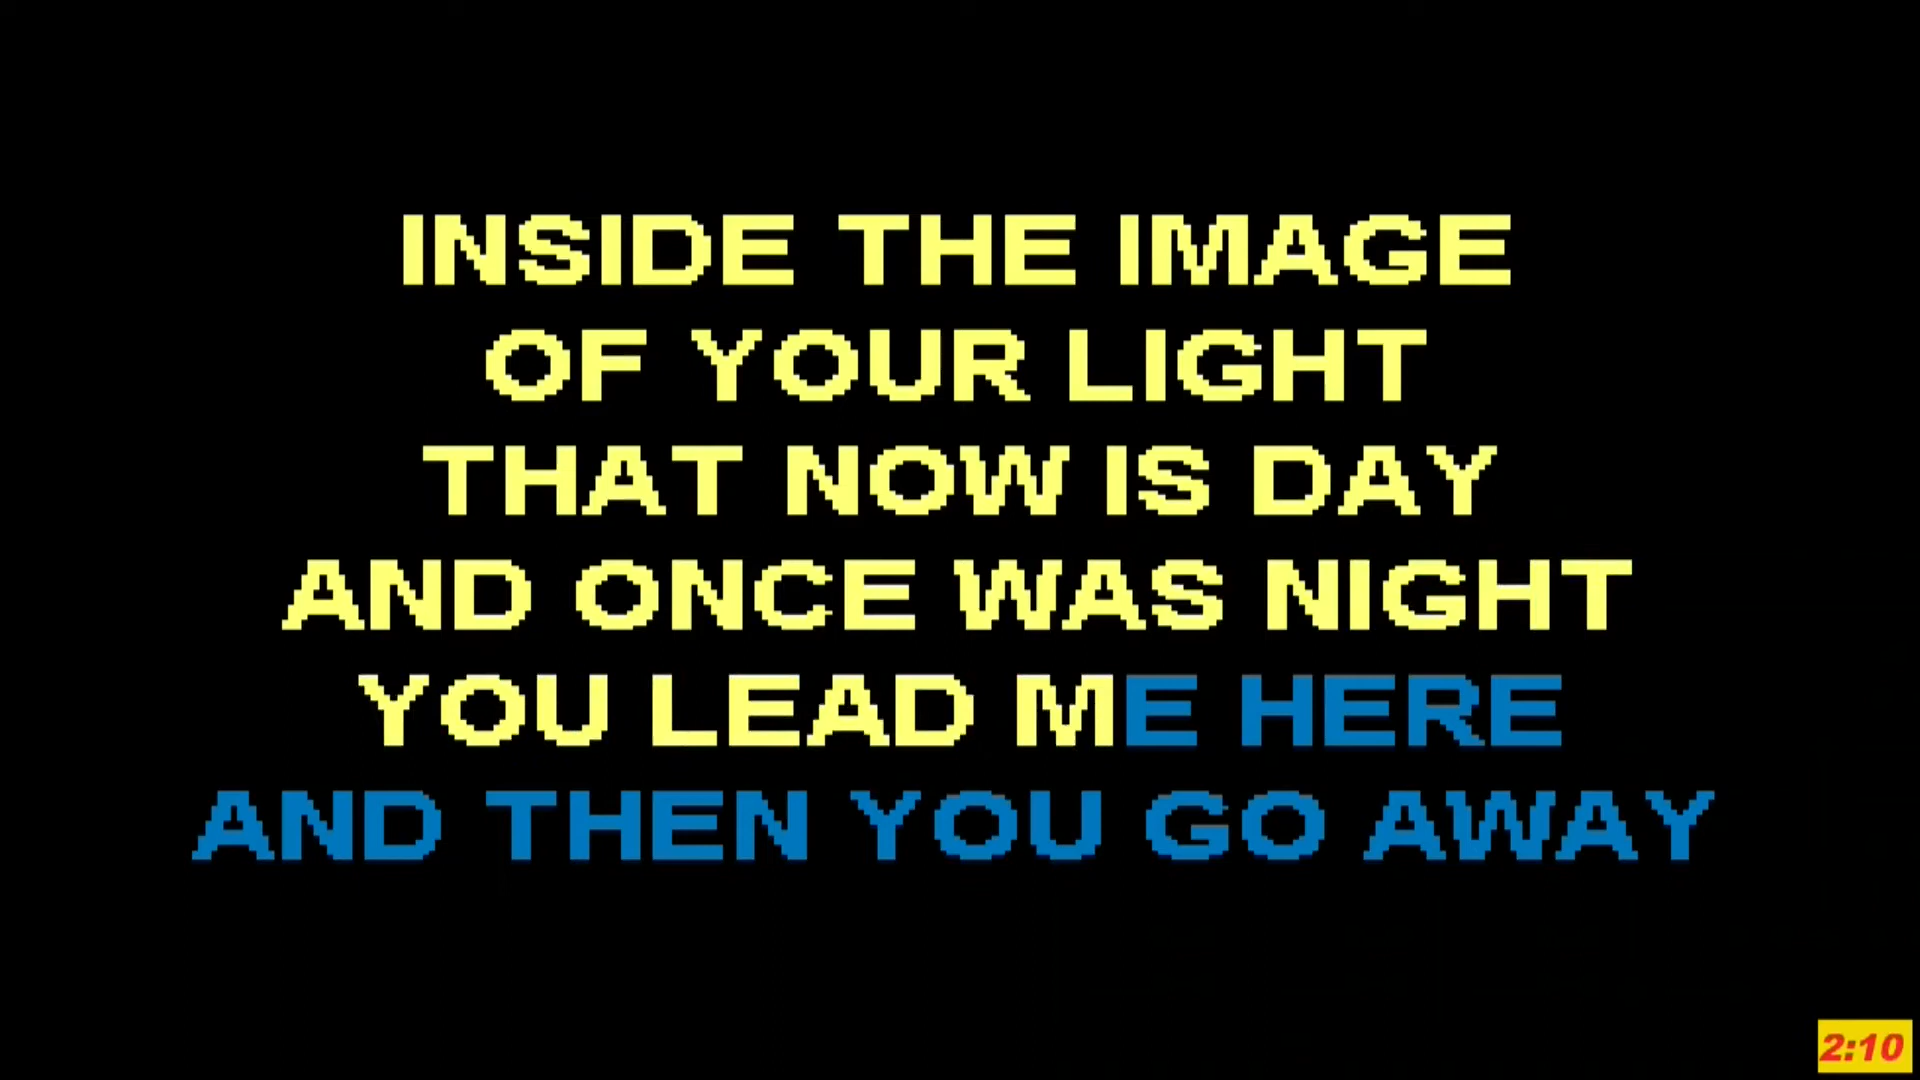 INSIDE THE IMAGE
OF YOUR LIGHT
THAT NOW IS DAY
AND ONCE WAS NIGHT
YOU LEAD ME HERE
AND THEN YOU GO AWAY
2:10